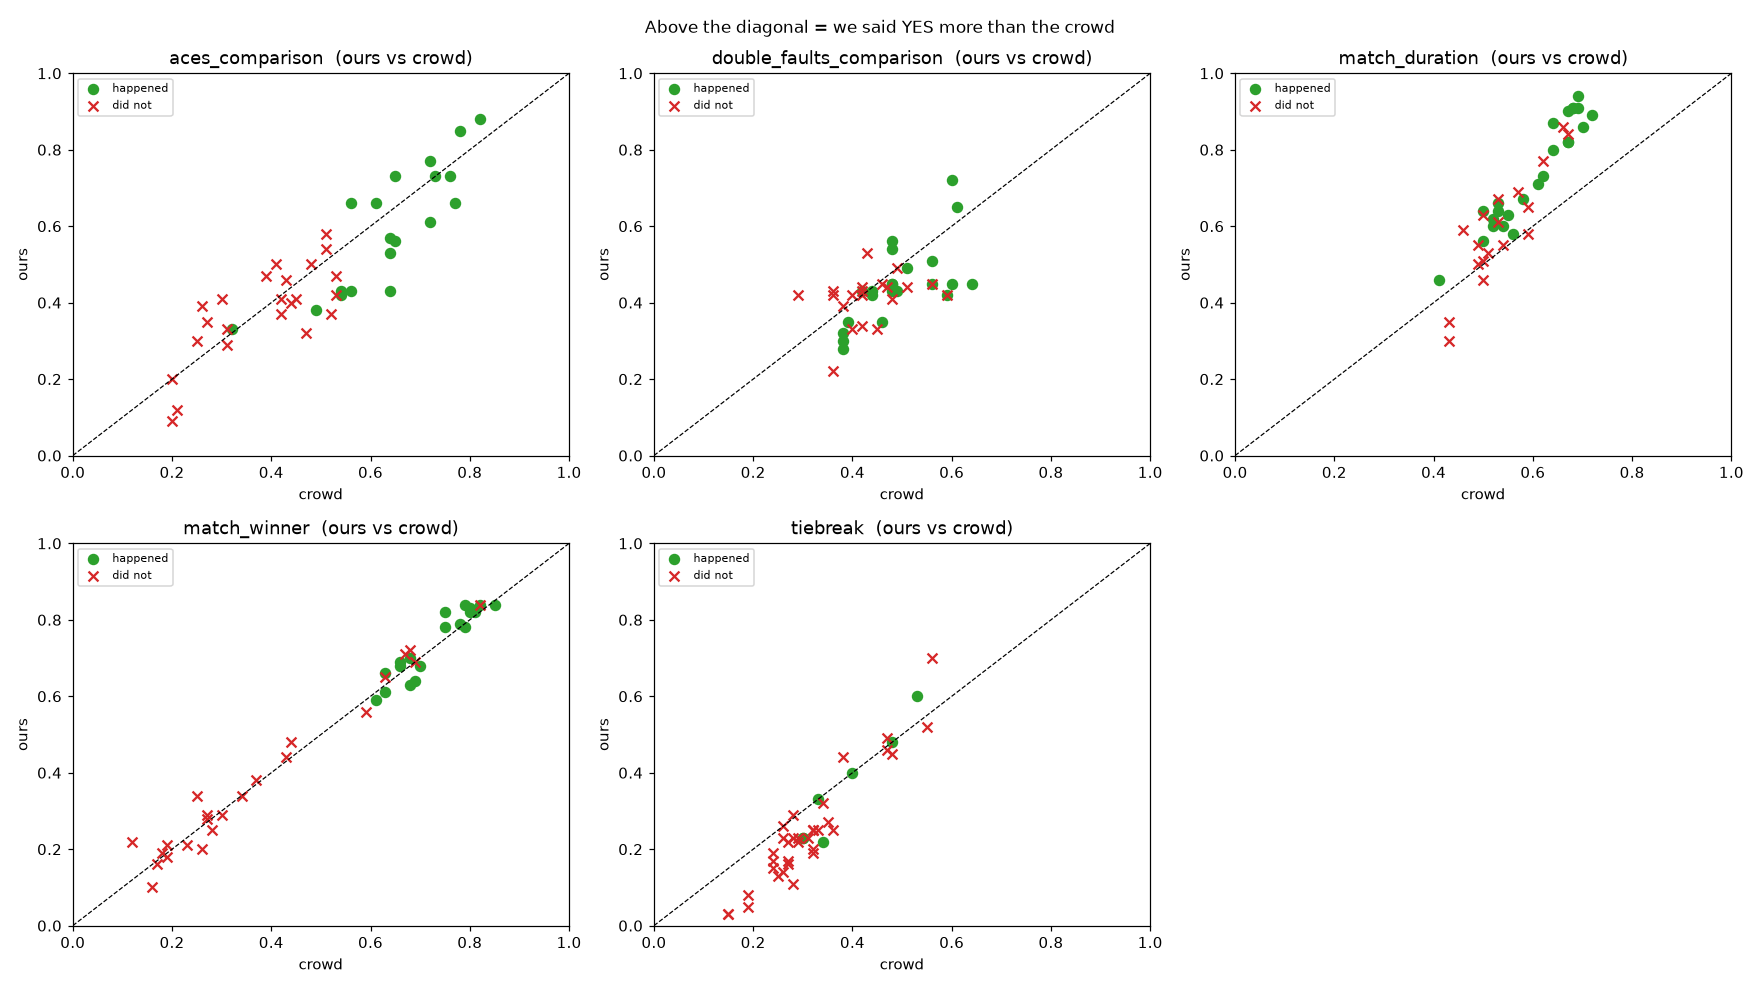 Above the diagonal = we said YES more than the crowd
aces_comparison (ours vs crowd)
happened
did not
1.0
0.8
0.6
0.4
0.2
0.0
ours
0.0 0.2 0.4 0.6 0.8 1.0
crowd
double_faults_comparison (ours vs crowd)
happened
did not
1.0
0.8
0.6
0.4
0.2
0.0
ours
0.0 0.2 0.4 0.6 0.8 1.0
crowd
match_duration (ours vs crowd)
happened
did not
1.0
0.8
0.6
0.4
0.2
0.0
ours
0.0 0.2 0.4 0.6 0.8 1.0
crowd
match_winner (ours vs crowd)
happened
did not
1.0
0.8
0.6
0.4
0.2
0.0
ours
0.0 0.2 0.4 0.6 0.8 1.0
crowd
tiebreak (ours vs crowd)
happened
did not
1.0
0.8
0.6
0.4
0.2
0.0
ours
0.0 0.2 0.4 0.6 0.8 1.0
crowd